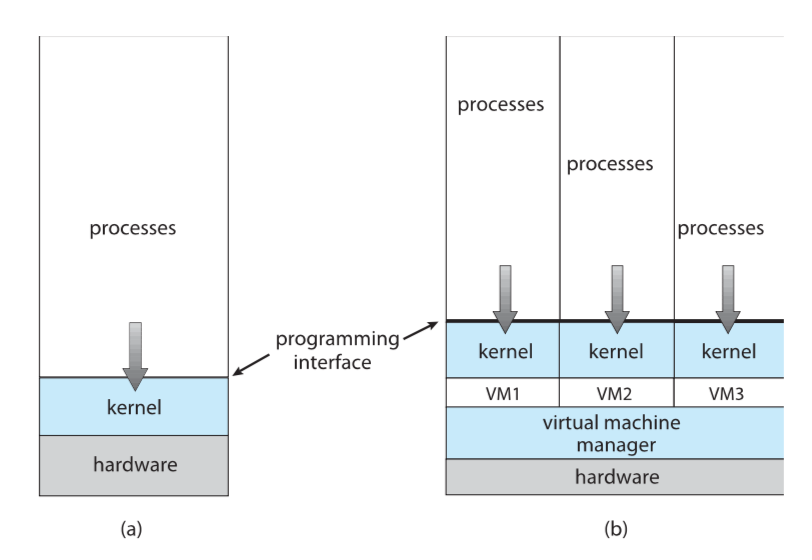 processes
kernel
hardware
(a)
programming
interface
processes
processes
processes
kernel
kernel
kernel
VM1
VM2
VM3
virtual machine
manager
hardware
(b)